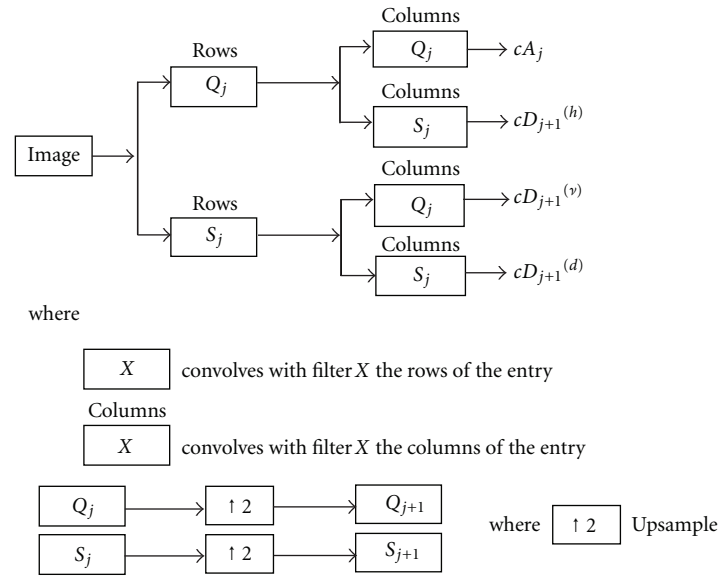 Columns
Rows
Q_j
Q_j
cA_j
Columns
S_j
cD_{j+1}^{(h)}
Image
Rows
S_j
Columns
Q_j
cD_{j+1}^{(v)}
Columns
S_j
cD_{j+1}^{(d)}
where
X convolves with filter X the rows of the entry
Columns
X convolves with filter X the columns of the entry
Q_j ↑ 2 Q_{j+1}
S_j ↑ 2 S_{j+1}
where ↑ 2 Upsample